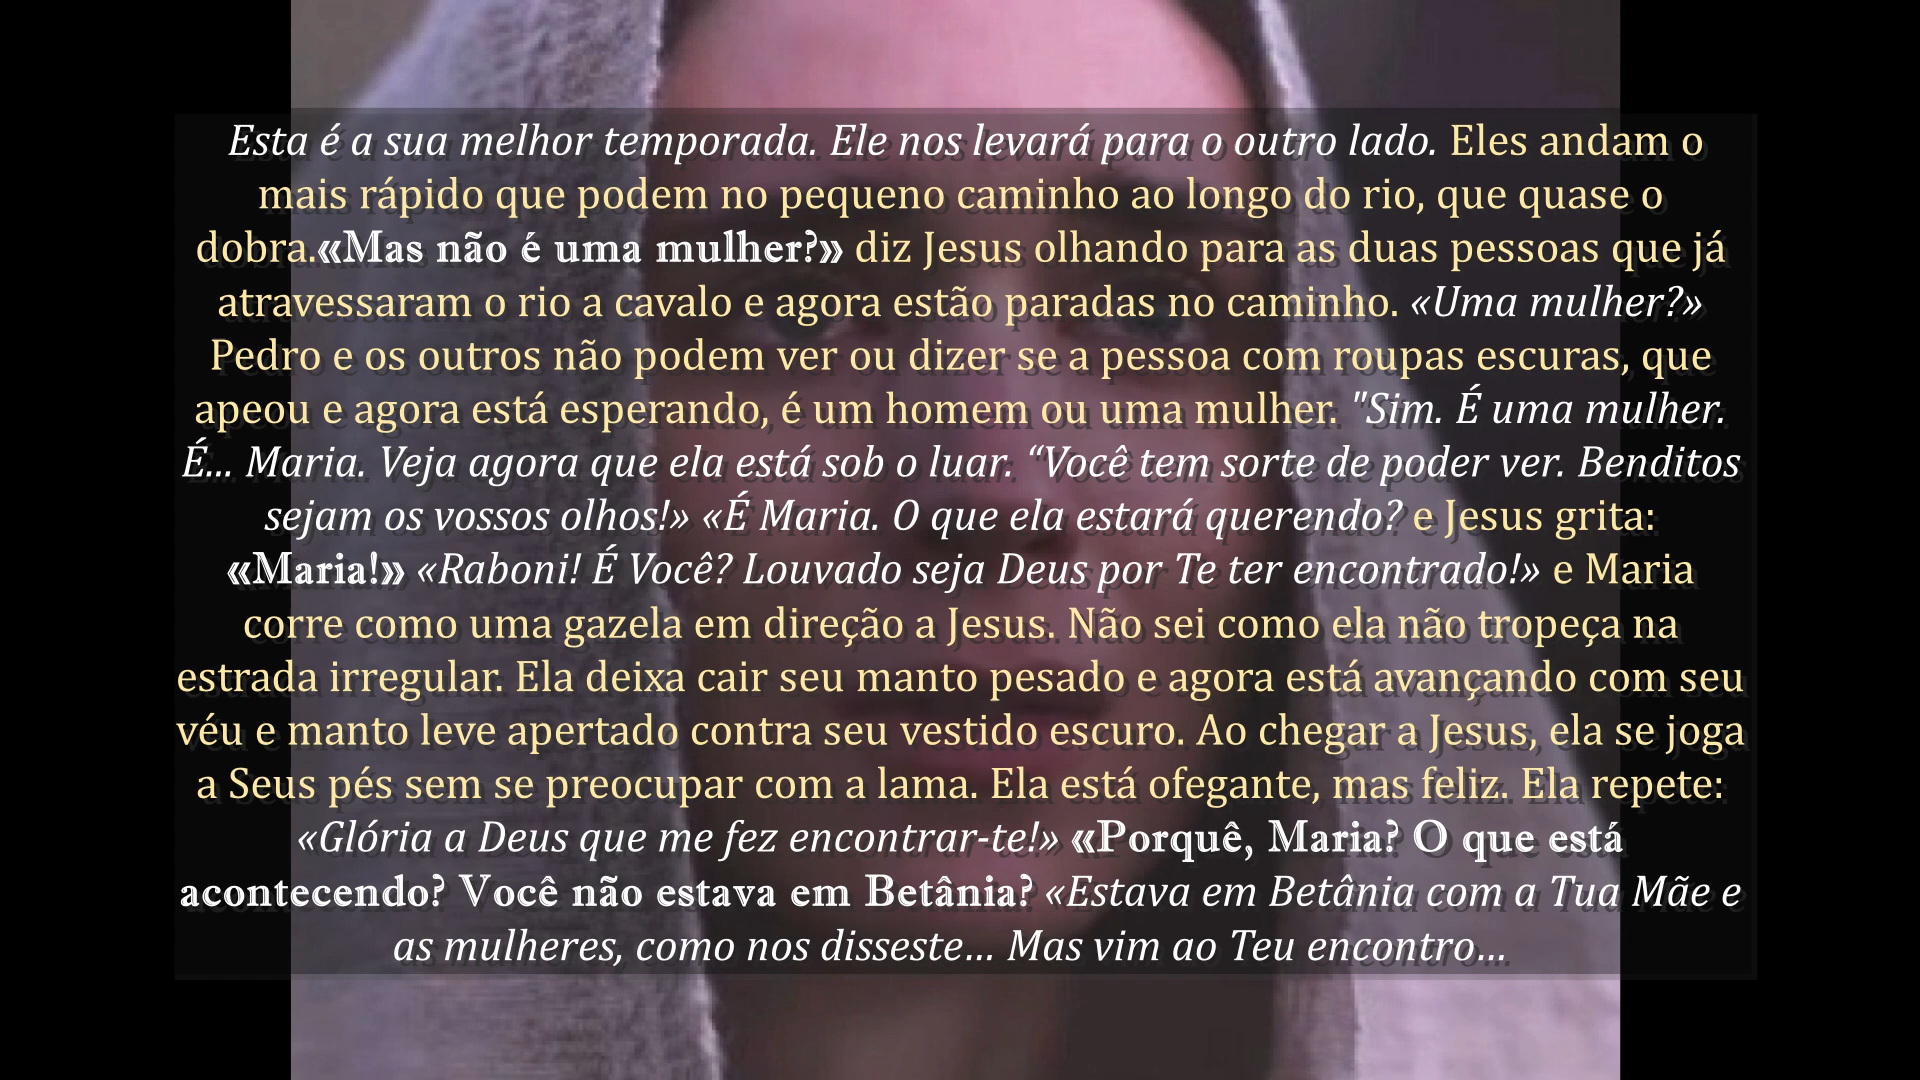 Esta é a sua melhor temporada. Ele nos levará para o outro lado. Eles andam o
mais rápido que podem no pequeno caminho ao longo do rio, que quase o
dobra.«Mas não é uma mulher?» diz Jesus olhando para as duas pessoas que já
atravessaram o rio a cavalo e agora estão paradas no caminho. «Uma mulher?»
Pedro e os outros não podem ver ou dizer se a pessoa com roupas escuras, que
apeou e agora está esperando, é um homem ou uma mulher. "Sim. É uma mulher.
É... Maria. Veja agora que ela está sob o luar. “Você tem sorte de poder ver. Benditos
sejam os vossos olhos!» «É Maria. O que ela estará querendo? e Jesus grita:
«Maria!» «Raboni! É Você? Louvado seja Deus por Te ter encontrado!» e Maria
corre como uma gazela em direção a Jesus. Não sei como ela não tropeça na
estrada irregular. Ela deixa cair seu manto pesado e agora está avançando com seu
véu e manto leve apertado contra seu vestido escuro. Ao chegar a Jesus, ela se joga
a Seus pés sem se preocupar com a lama. Ela está ofegante, mas feliz. Ela repete:
«Glória a Deus que me fez encontrar-te!» «Porquê, Maria? O que está
acontecendo? Você não estava em Betânia? «Estava em Betânia com a Tua Mãe e
as mulheres, como nos disseste... Mas vim ao Teu encontro...